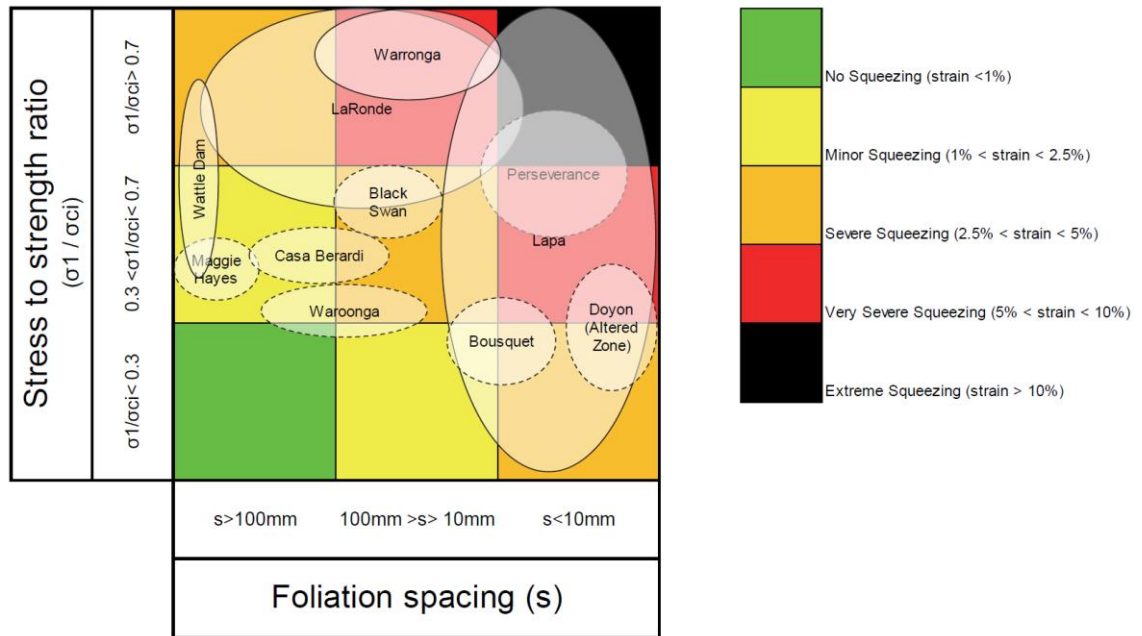 Stress to strength ratio
(σ1 / σci)
σ1/σci> 0.7
0.3 <σ1/σci< 0.7
σ1/σci< 0.3
Warronga
LaRonde
Wattle Dam
Perseverance
Black
Swan
Lapa
Maggie
Hayes
Casa Berardi
Waroonga
Bousquet
Doyon
(Altered
Zone)
s>100mm
100mm >s> 10mm
s<10mm
Foliation spacing (s)
No Squeezing (strain <1%)
Minor Squeezing (1% < strain < 2.5%)
Severe Squeezing (2.5% < strain < 5%)
Very Severe Squeezing (5% < strain < 10%)
Extreme Squeezing (strain > 10%)